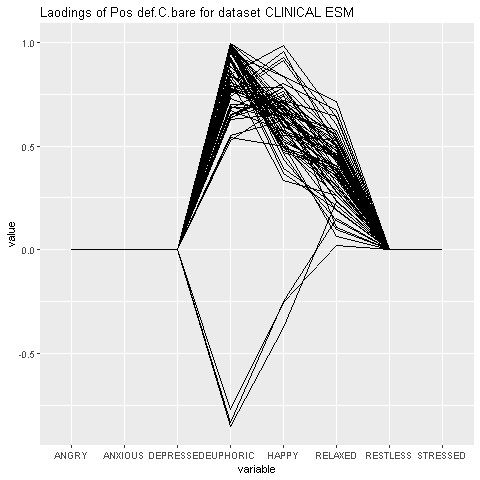 Laodings of Pos def.C.bare for dataset CLINICAL ESM
1.0
0.5
0.0
-0.5
value
ANGRY ANXIOUS DEPRESSEDEUPHORIC HAPPY RELAXED RESTLESS STRESSED
variable